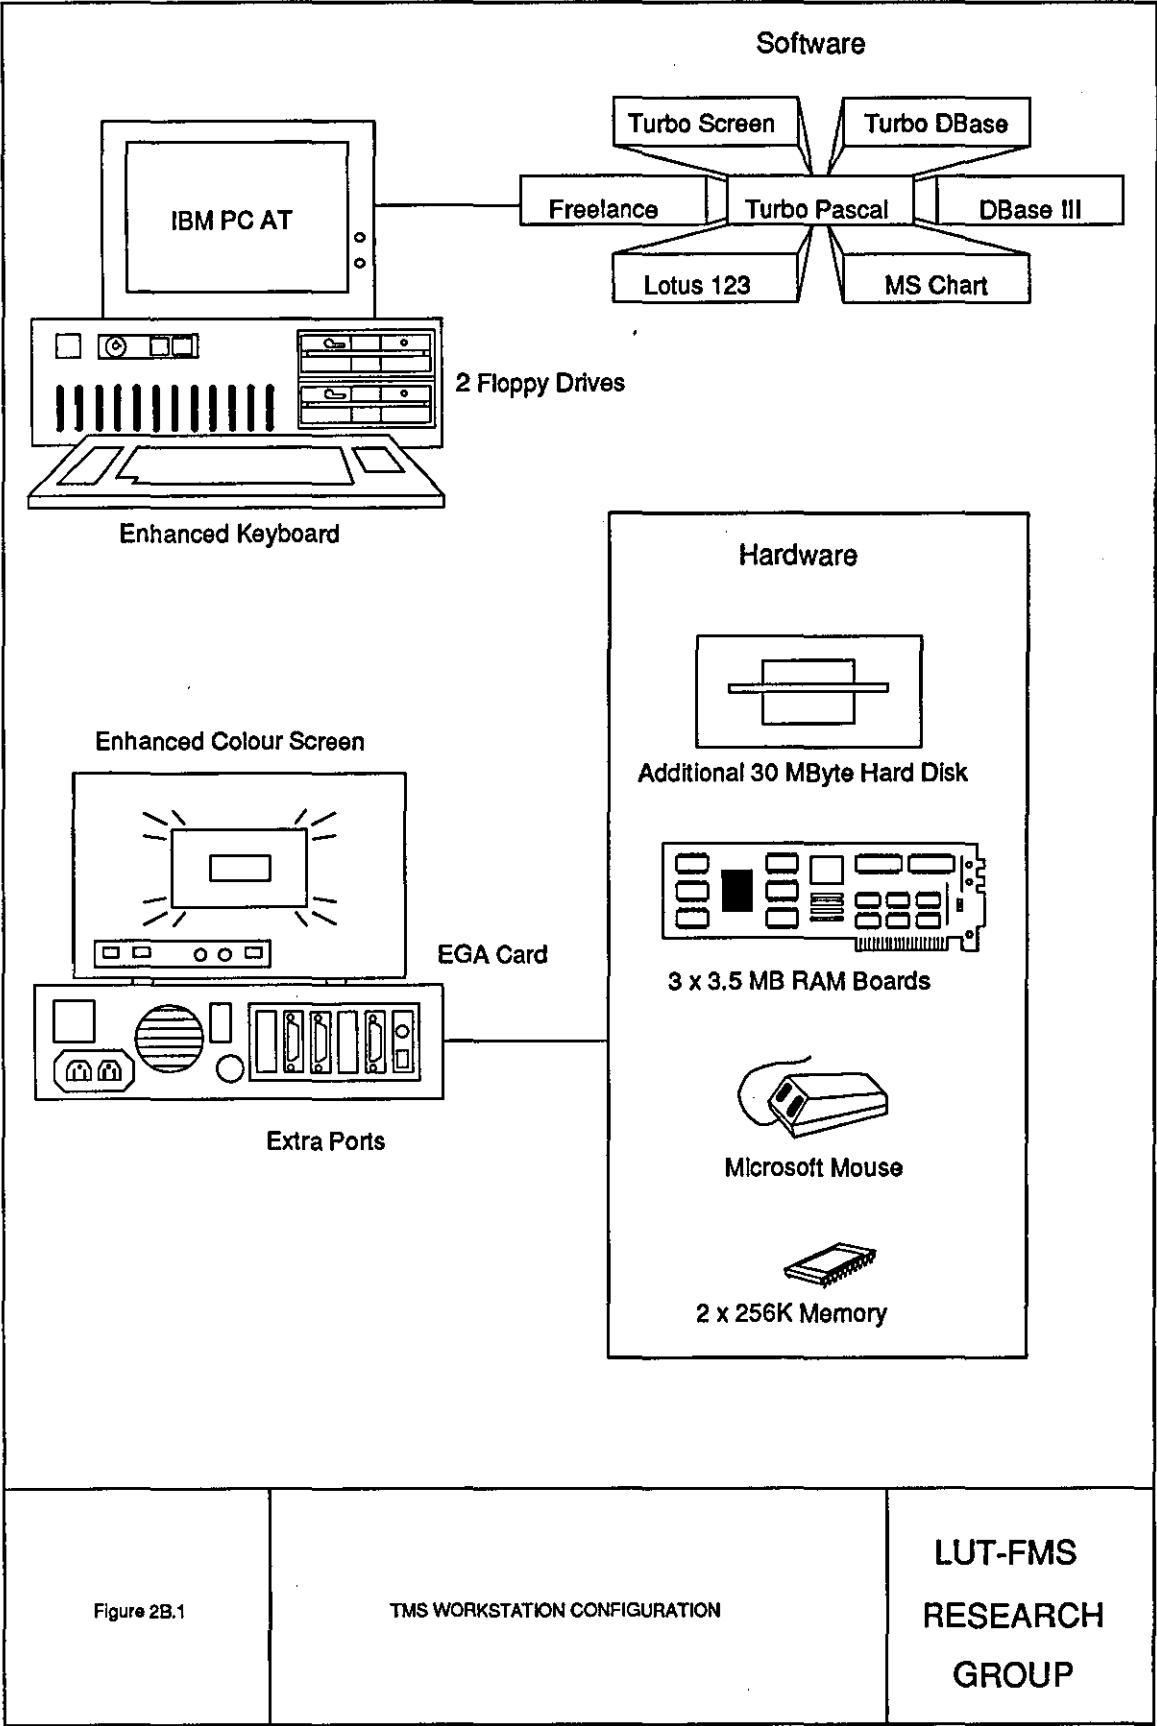 Software
Turbo Screen
Turbo DBase
IBM PC AT
Freelance
Turbo Pascal
DBase III
Lotus 123
MS Chart
2 Floppy Drives
Enhanced Keyboard
Hardware
Enhanced Colour Screen
Additional 30 MByte Hard Disk
EGA Card
3 x 3.5 MB RAM Boards
Extra Ports
Microsoft Mouse
2 x 256K Memory
Figure 2B.1
TMS WORKSTATION CONFIGURATION
LUT-FMS
RESEARCH
GROUP